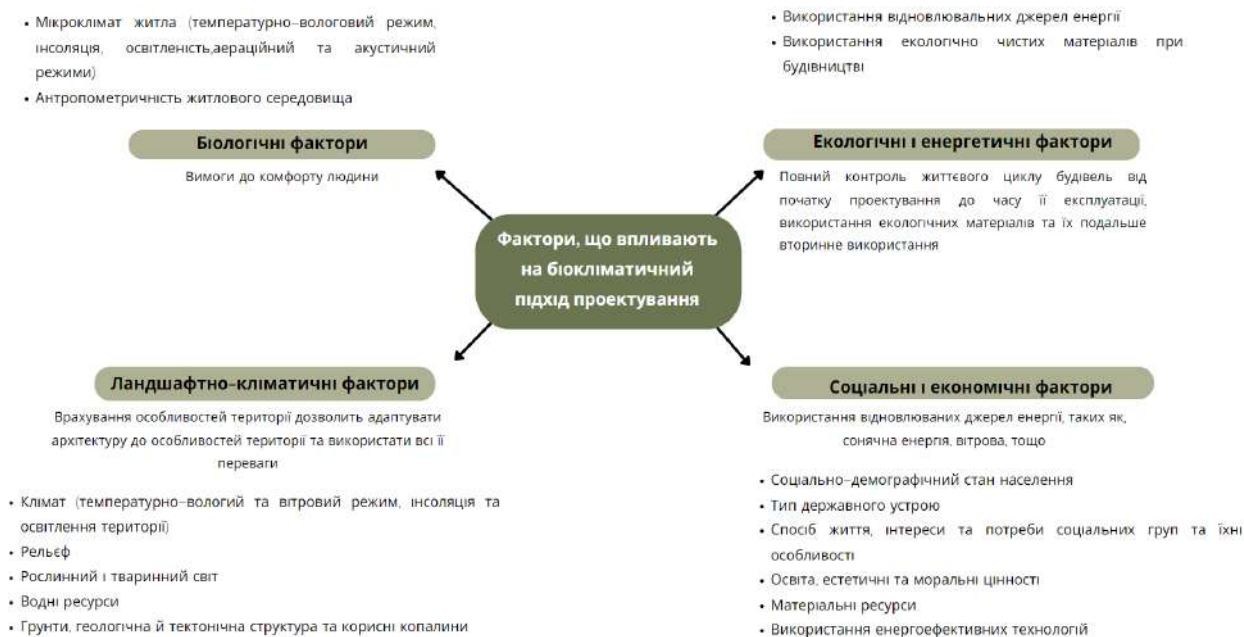 • Мікроклімат житла (температурно–вологовий режим,
інсоляція, освітленість,аераційний та акустичний
режими)
• Антропометричність житлового середовища
Біологічні фактори
Вимоги до комфорту людини
• Використання відновлювальних джерел енергії
• Використання екологічно чистих матеріалів при
будівництві
Екологічні і енергетичні фактори
Повний контроль життєвого циклу будівель від
початку проектування до часу її експлуатації,
використання екологічних матеріалів та їх подальше
вторинне використання
Фактори, що впливають
на біокліматичний
підхід проектування
Ландшафтно–кліматичні фактори
Врахування особливостей території дозволить адаптувати
архітектуру до особливостей території та використати всі її
переваги
• Клімат (температурно–вологий та вітровий режим, інсоляція та
освітлення території)
• Рельєф
• Рослинний і тваринний світ
• Водні ресурси
• Грунти, геологічна й тектонічна структура та корисні копалини
Соціальні і економічні фактори
Використання відновлюваних джерел енергії, таких як,
сонячна енергія, вітрова, тощо
• Соціально–демографічний стан населення
• Тип державного устрою
• Спосіб життя, інтереси та потреби соціальних груп та їхні
особливості
• Освіта, естетичні та моральні цінності
• Матеріальні ресурси
• Використання енергоефективних технологій